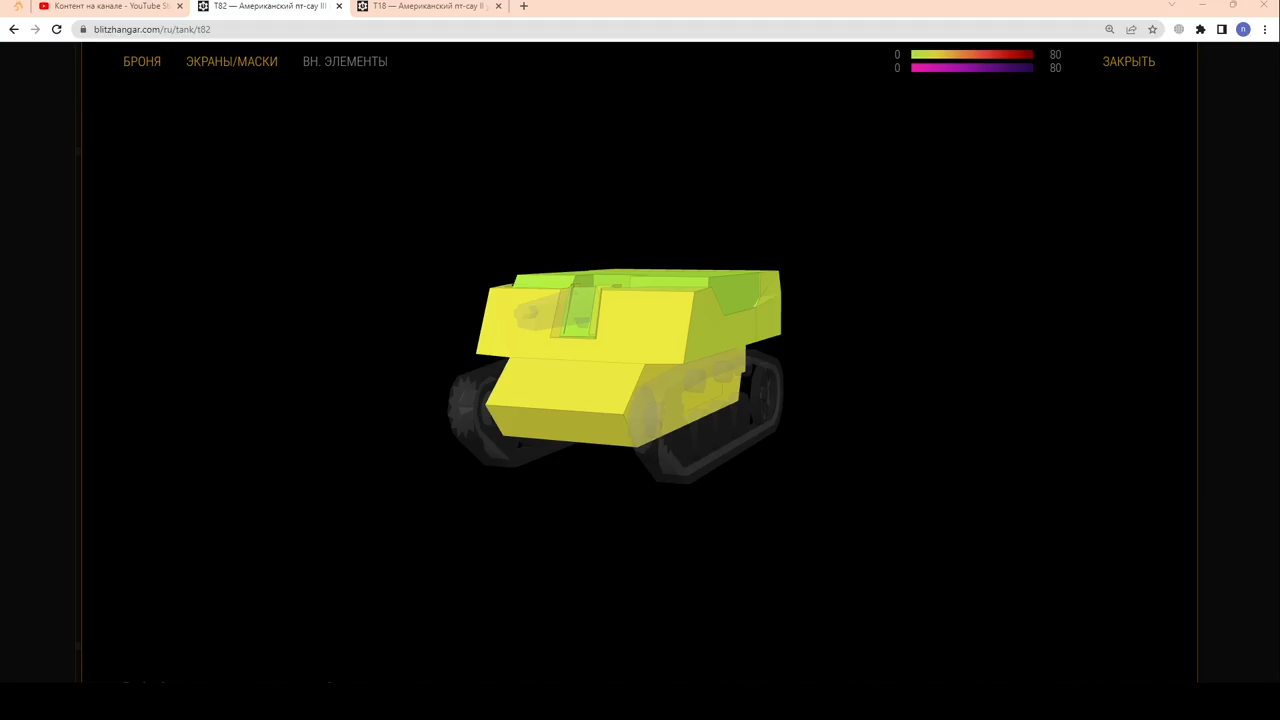 Контент на канале - YouTube St
T82 — Американский пт-сау III
T18 — Американский пт-сау II у
blitzhangar.com/ru/tank/t82
n
БРОНЯ ЭКРАНЫ/МАСКИ ВН. ЭЛЕМЕНТЫ
0 80
0 80
ЗАКРЫТЬ